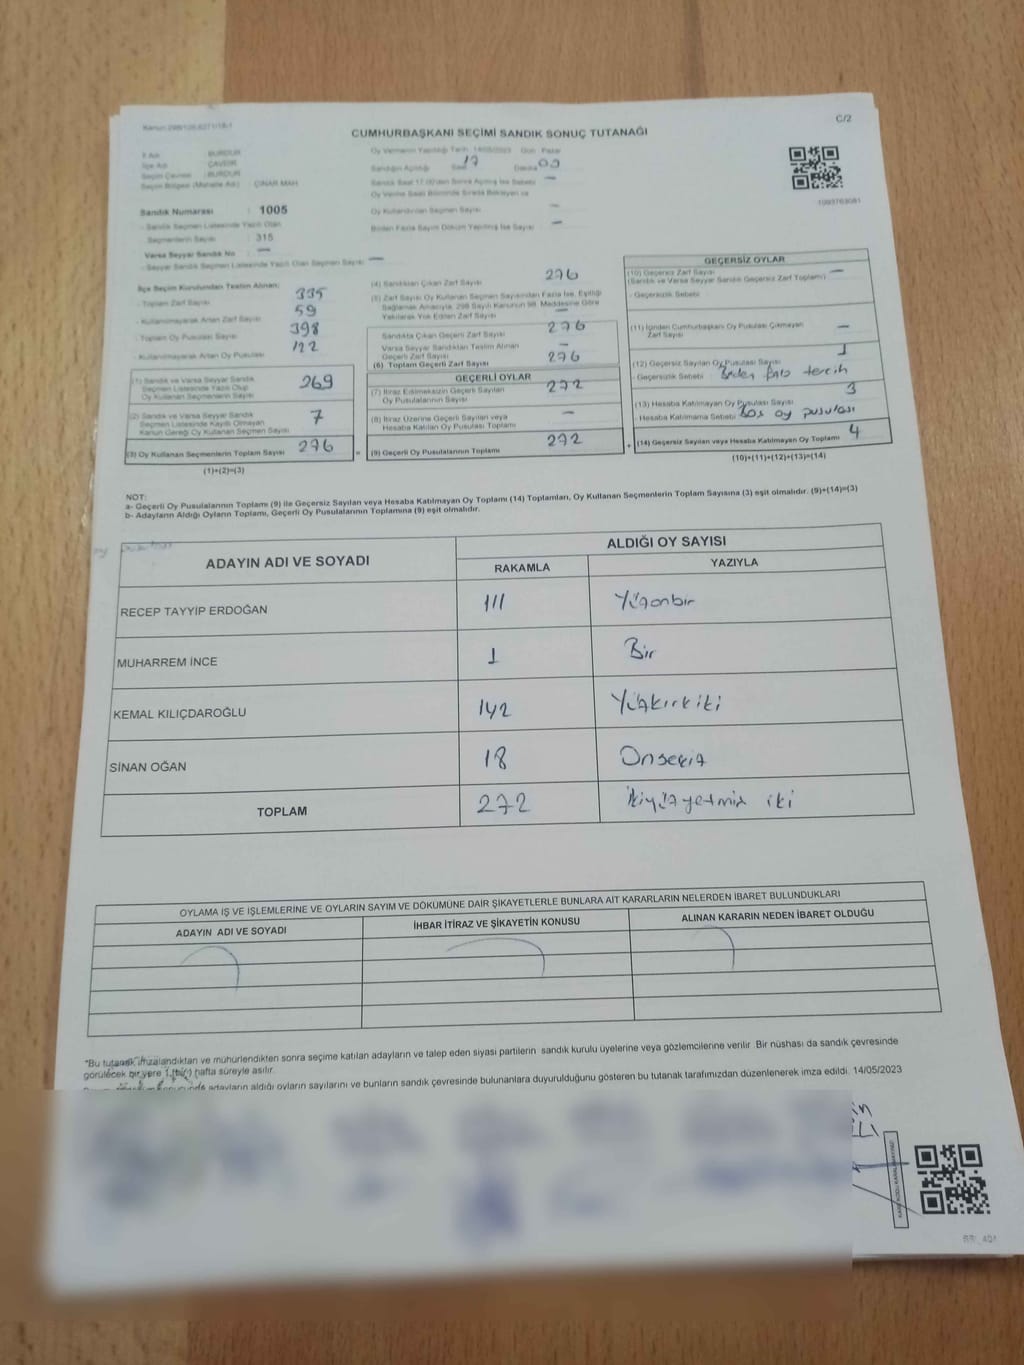 Kanun:298/129,6271/18-1
C/2
CUMHURBAŞKANI SEÇİMİ SANDIK SONUÇ TUTANAĞI
İl Adı : BURDUR
İlçe Adı : ÇAVDIR
Seçim Çevresi : BURDUR
Seçim Bölgesi (Mahalle Adı) : ÇINAR MAH
Sandık Numarası : 1005
- Sandık Seçmen Listesinde Yazılı Olan
Seçmenlerin Sayısı : 315
Varsa Seyyar Sandık No : —
- Seyyar Sandık Seçmen Listesinde Yazılı Olan Seçmen Sayısı : —
Oy Vermenin Yapıldığı Tarih 14/05/2023 Gün : Pazar
Sandığın Açıldığı Saat 17 Dakika 00
Sandık Saat 17:00'den Sonra Açılmış İse Sebebi —
Oy Verme Saati Bitiminde Sırada Bekleyen ve
Oy Kullandırılan Seçmen Sayısı —
Birden Fazla Sayım Döküm Yapılmış İse Sayısı —
1093763081
İlçe Seçim Kurulundan Teslim Alınan:
- Toplam Zarf Sayısı 335
- Kullanılmayarak Artan Zarf Sayısı 59
- Toplam Oy Pusulası Sayısı 398
- Kullanılmayarak Artan Oy Pusulası 122
(1) Sandık ve Varsa Seyyar Sandık
Seçmen Listesinde Yazılı Olup
Oy Kullanan Seçmenlerin Sayısı 269
(2) Sandık ve Varsa Seyyar Sandık
Seçmen Listesinde Kayıtlı Olmayan
Kanun Gereği Oy Kullanan Seçmen Sayısı 7
(3) Oy Kullanan Seçmenlerin Toplam Sayısı 276
(1)+(2)=(3)
(4) Sandıktan Çıkan Zarf Sayısı 276
(5) Zarf Sayısı Oy Kullanan Seçmen Sayısından Fazla İse, Eşitliği
Sağlamak Amacıyla, 298 Sayılı Kanunun 98. Maddesine Göre
Yakılarak Yok Edilen Zarf Sayısı —
Sandıkta Çıkan Geçerli Zarf Sayısı 276
Varsa Seyyar Sandıktan Teslim Alınan
Geçerli Zarf Sayısı —
(6) Toplam Geçerli Zarf Sayısı 276
GEÇERLİ OYLAR
(7) İtiraz Edilmeksizin Geçerli Sayılan
Oy Pusulalarının Sayısı 272
(8) İtiraz Üzerine Geçerli Sayılan veya
Hesaba Katılan Oy Pusulası Toplamı —
= (9) Geçerli Oy Pusulalarının Toplamı 272
GEÇERSİZ OYLAR
(10) Geçersiz Zarf Sayısı —
(Sandık ve Varsa Seyyar Sandık Geçersiz Zarf Toplamı)
- Geçersizlik Sebebi
(11) İçinden Cumhurbaşkanı Oy Pusulası Çıkmayan
Zarf Sayısı —
(12) Geçersiz Sayılan Oy Pusulası Sayısı 1
- Geçersizlik Sebebi Birden fazla tercih
(13) Hesaba Katılmayan Oy Pusulası Sayısı 3
- Hesaba Katılmama Sebebi Boş oy pusulası
+ (14) Geçersiz Sayılan veya Hesaba Katılmayan Oy Toplamı 4
(10)+(11)+(12)+(13)=(14)
NOT:
a- Geçerli Oy Pusulalarının Toplamı (9) ile Geçersiz Sayılan veya Hesaba Katılmayan Oy Toplamı (14) Toplamları, Oy Kullanan Seçmenlerin Toplam Sayısına (3) eşit olmalıdır. (9)+(14)=(3)
b- Adayların Aldığı Oyların Toplamı, Geçerli Oy Pusulalarının Toplamına (9) eşit olmalıdır.
ADAYIN ADI VE SOYADI
ALDIĞI OY SAYISI
RAKAMLA YAZIYLA
RECEP TAYYİP ERDOĞAN 111 Yüzonbir
MUHARREM İNCE 1 Bir
KEMAL KILIÇDAROĞLU 142 Yüzkırkiki
SİNAN OĞAN 18 Onsekiz
TOPLAM 272 ikiyüzyetmiş iki
OYLAMA İŞ VE İŞLEMLERİNE VE OYLARIN SAYIM VE DÖKÜMÜNE DAİR ŞİKAYETLERLE BUNLARA AİT KARARLARIN NELERDEN İBARET BULUNDUKLARI
ADAYIN ADI VE SOYADI İHBAR İTİRAZ VE ŞİKAYETİN KONUSU ALINAN KARARIN NEDEN İBARET OLDUĞU
*Bu tutanak imzalandıktan ve mühürlendikten sonra seçime katılan adayların ve talep eden siyasi partilerin sandık kurulu üyelerine veya gözlemcilerine verilir .Bir nüshası da sandık çevresinde
görülecek bir yere 1 (bir) hafta süreyle asılır.
adayların aldığı oyların sayılarını ve bunların sandık çevresinde bulunanlara duyurulduğunu gösteren bu tutanak tarafımızdan düzenlenerek imza edildi. 14/05/2023